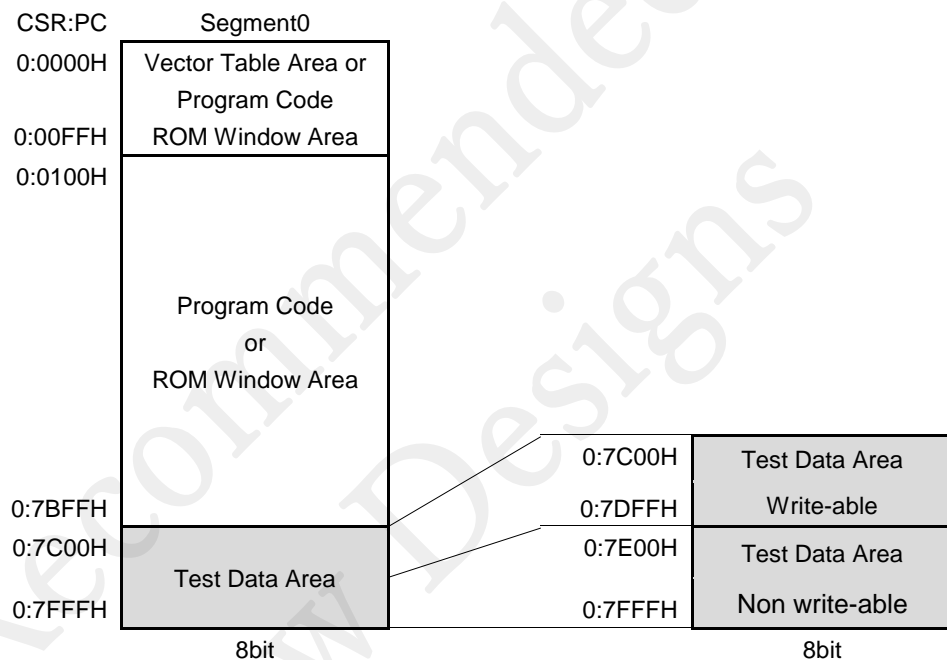 CSR:PC Segment0
0:0000H Vector Table Area or
Program Code
0:00FFH ROM Window Area
0:0100H
Program Code
or
ROM Window Area
0:7C00H Test Data Area
0:7BFFH 0:7DFFH Write-able
0:7C00H 0:7E00H Test Data Area
Test Data Area
0:7FFFH 0:7FFFH Non write-able
8bit 8bit
ecommended
Designs